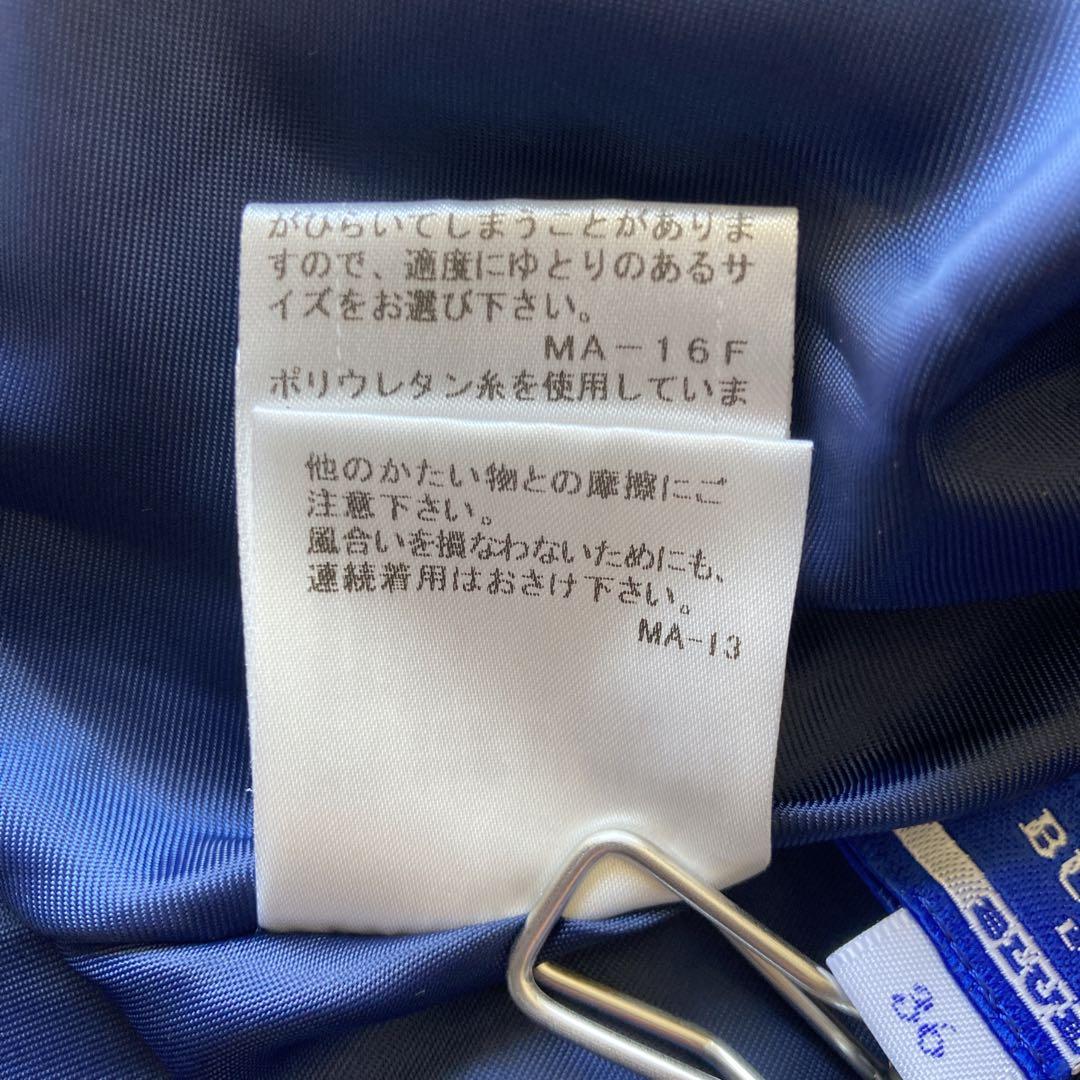 がひらいてしまうことがありま
すので、適度にゆとりのあるサ
イズをお選び下さい。
MA－16F
ポリウレタン糸を使用していま
他のかたい物との摩擦にご
注意下さい。
風合いを損なわないためにも、
連続着用はおさけ下さい。
MA-13
36